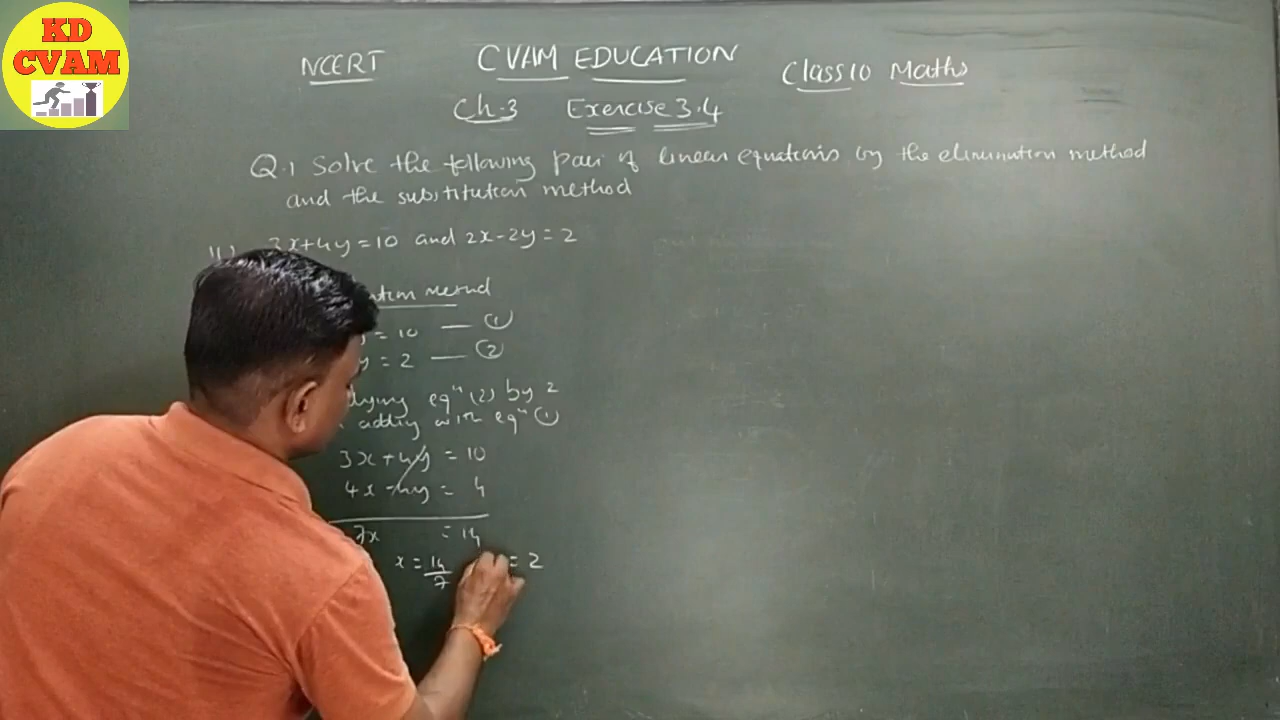 KD
CVAM
NCERT CVAM EDUCATION Class 10 Maths
Ch-3 Exercise 3.4
Q.1 Solve the following pair of linear equations by the elimination method
and the substitution method
3x+4y=10 and 2x-2y=2
method
= 10 — ①
y = 2 — ②
eqⁿ (2) by 2
adding with eqⁿ ①
3x+4y = 10
4x-4y = 4
7x = 14
x = 14/7 = 2